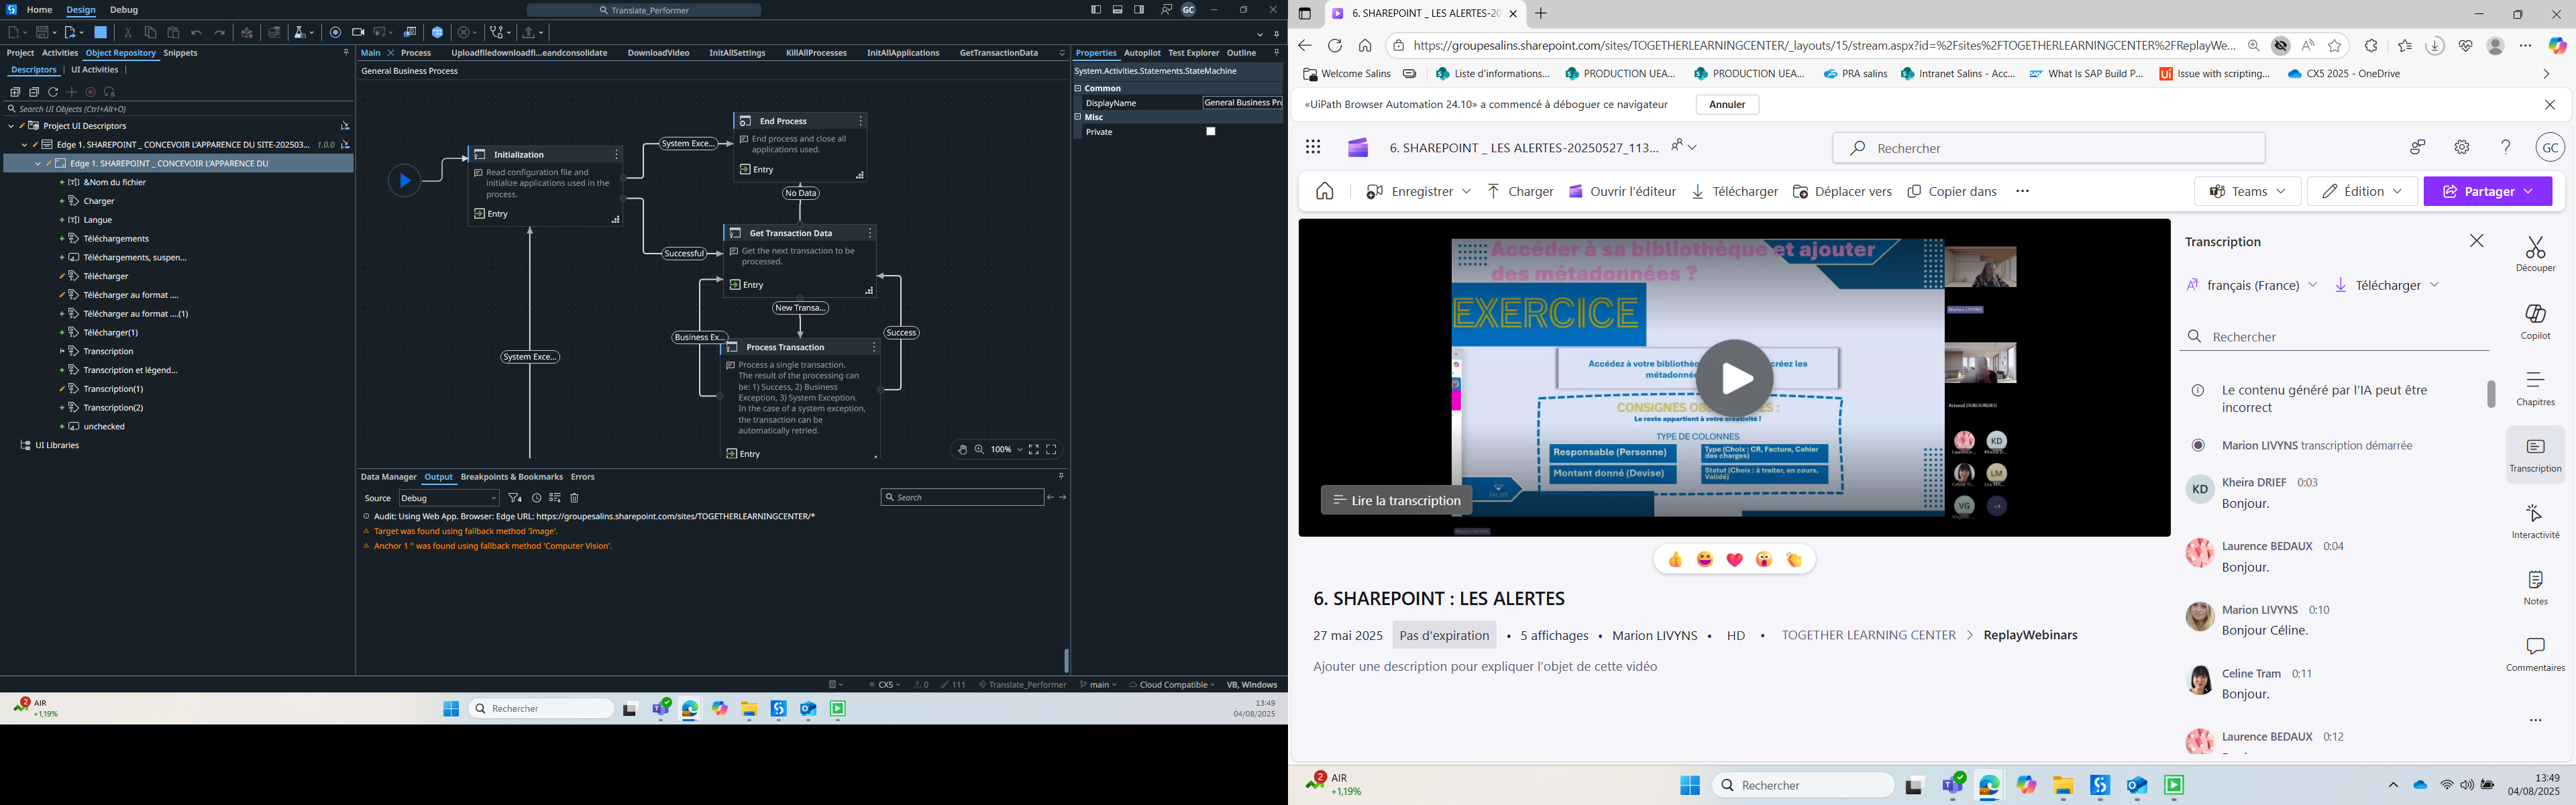 Home Design Debug
Translate_Performer
GC
Project Activities Object Repository Snippets
Descriptors UI Activities
Search UI Objects (Ctrl+Alt+O)
Project UI Descriptors
Edge 1. SHAREPOINT _ CONCEVOIR L'APPARENCE DU SITE-202503... 1.0.0
Edge 1. SHAREPOINT _ CONCEVOIR L'APPARENCE DU
&Nom du fichier
Charger
Langue
Téléchargements
Téléchargements, suspen...
Télécharger
Télécharger au format ....
Télécharger au format ....(1)
Télécharger(1)
Transcription
Transcription et légend...
Transcription(1)
Transcription(2)
unchecked
UI Libraries
Main Process Uploadfiledownloadfi...eandconsolidate DownloadVideo InitAllSettings KillAllProcesses InitAllApplications GetTransactionData
General Business Process
Initialization
Read configuration file and
initialize applications used in the
process.
Entry
System Exce...
Successful
End Process
End process and close all
applications used.
Entry
No Data
Get Transaction Data
Get the next transaction to be
processed.
Entry
New Transa...
Business Ex...
Success
System Exce...
Process Transaction
Process a single transaction.
The result of the processing can
be: 1) Success, 2) Business
Exception, 3) System Exception.
In the case of a system exception,
the transaction can be
automatically retried.
Entry
100%
Data Manager Output Breakpoints & Bookmarks Errors
Source Debug 4 Search
Audit: Using Web App. Browser: Edge URL: https://groupesalins.sharepoint.com/sites/TOGETHERLEARNINGCENTER/*
Target was found using fallback method 'Image'.
Anchor 1 '' was found using fallback method 'Computer Vision'.
Properties Autopilot Test Explorer Outline
System.Activities.Statements.StateMachine
Common
DisplayName General Business Pro
Misc
Private
CX5 0 111 Translate_Performer main Cloud Compatible VB, Windows
2 AIR
+1,19%
Rechercher
13:49
04/08/2025
6. SHAREPOINT _ LES ALERTES-20
https://groupesalins.sharepoint.com/sites/TOGETHERLEARNINGCENTER/_layouts/15/stream.aspx?id=%2Fsites%2FTOGETHERLEARNINGCENTER%2FReplayWe...
Welcome Salins Liste d'informations... PRODUCTION UEA... PRODUCTION UEA... PRA salins Intranet Salins - Acc... What Is SAP Build P... Issue with scripting... CX5 2025 - OneDrive
«UiPath Browser Automation 24.10» a commencé à déboguer ce navigateur Annuler
6. SHAREPOINT _ LES ALERTES-20250527_113... Rechercher GC
Enregistrer Charger Ouvrir l'éditeur Télécharger Déplacer vers Copier dans Teams Édition Partager
Accéder à sa bibliothèque et ajouter
des métadonnées ?
EXERCICE
Accédez à votre bibliothèq créez les
métadonné
CONSIGNES OB :
Le reste appartient à votre créativité !
TYPE DE COLONNES
Responsable (Personne)
Type (Choix : CR, Facture, Cahier
des charges)
Montant donné (Devise)
Statut (Choix : à traiter, en cours,
Validé)
SALINS
Marion LIVYNS
Arnaud DUBOURDIEU
KD
LM
VG
+4
Lire la transcription
6. SHAREPOINT : LES ALERTES
27 mai 2025 Pas d'expiration • 5 affichages • Marion LIVYNS • HD • TOGETHER LEARNING CENTER > ReplayWebinars
Ajouter une description pour expliquer l'objet de cette vidéo
Transcription
français (France) Télécharger
Rechercher
Le contenu généré par l'IA peut être
incorrect
Marion LIVYNS transcription démarrée
KD Kheira DRIEF 0:03
Bonjour.
Laurence BEDAUX 0:04
Bonjour.
Marion LIVYNS 0:10
Bonjour Céline.
Celine Tram 0:11
Bonjour.
Laurence BEDAUX 0:12
Découper
Copilot
Chapitres
Transcription
Interactivité
Notes
Commentaires
2 AIR
+1,19%
Rechercher
13:49
04/08/2025